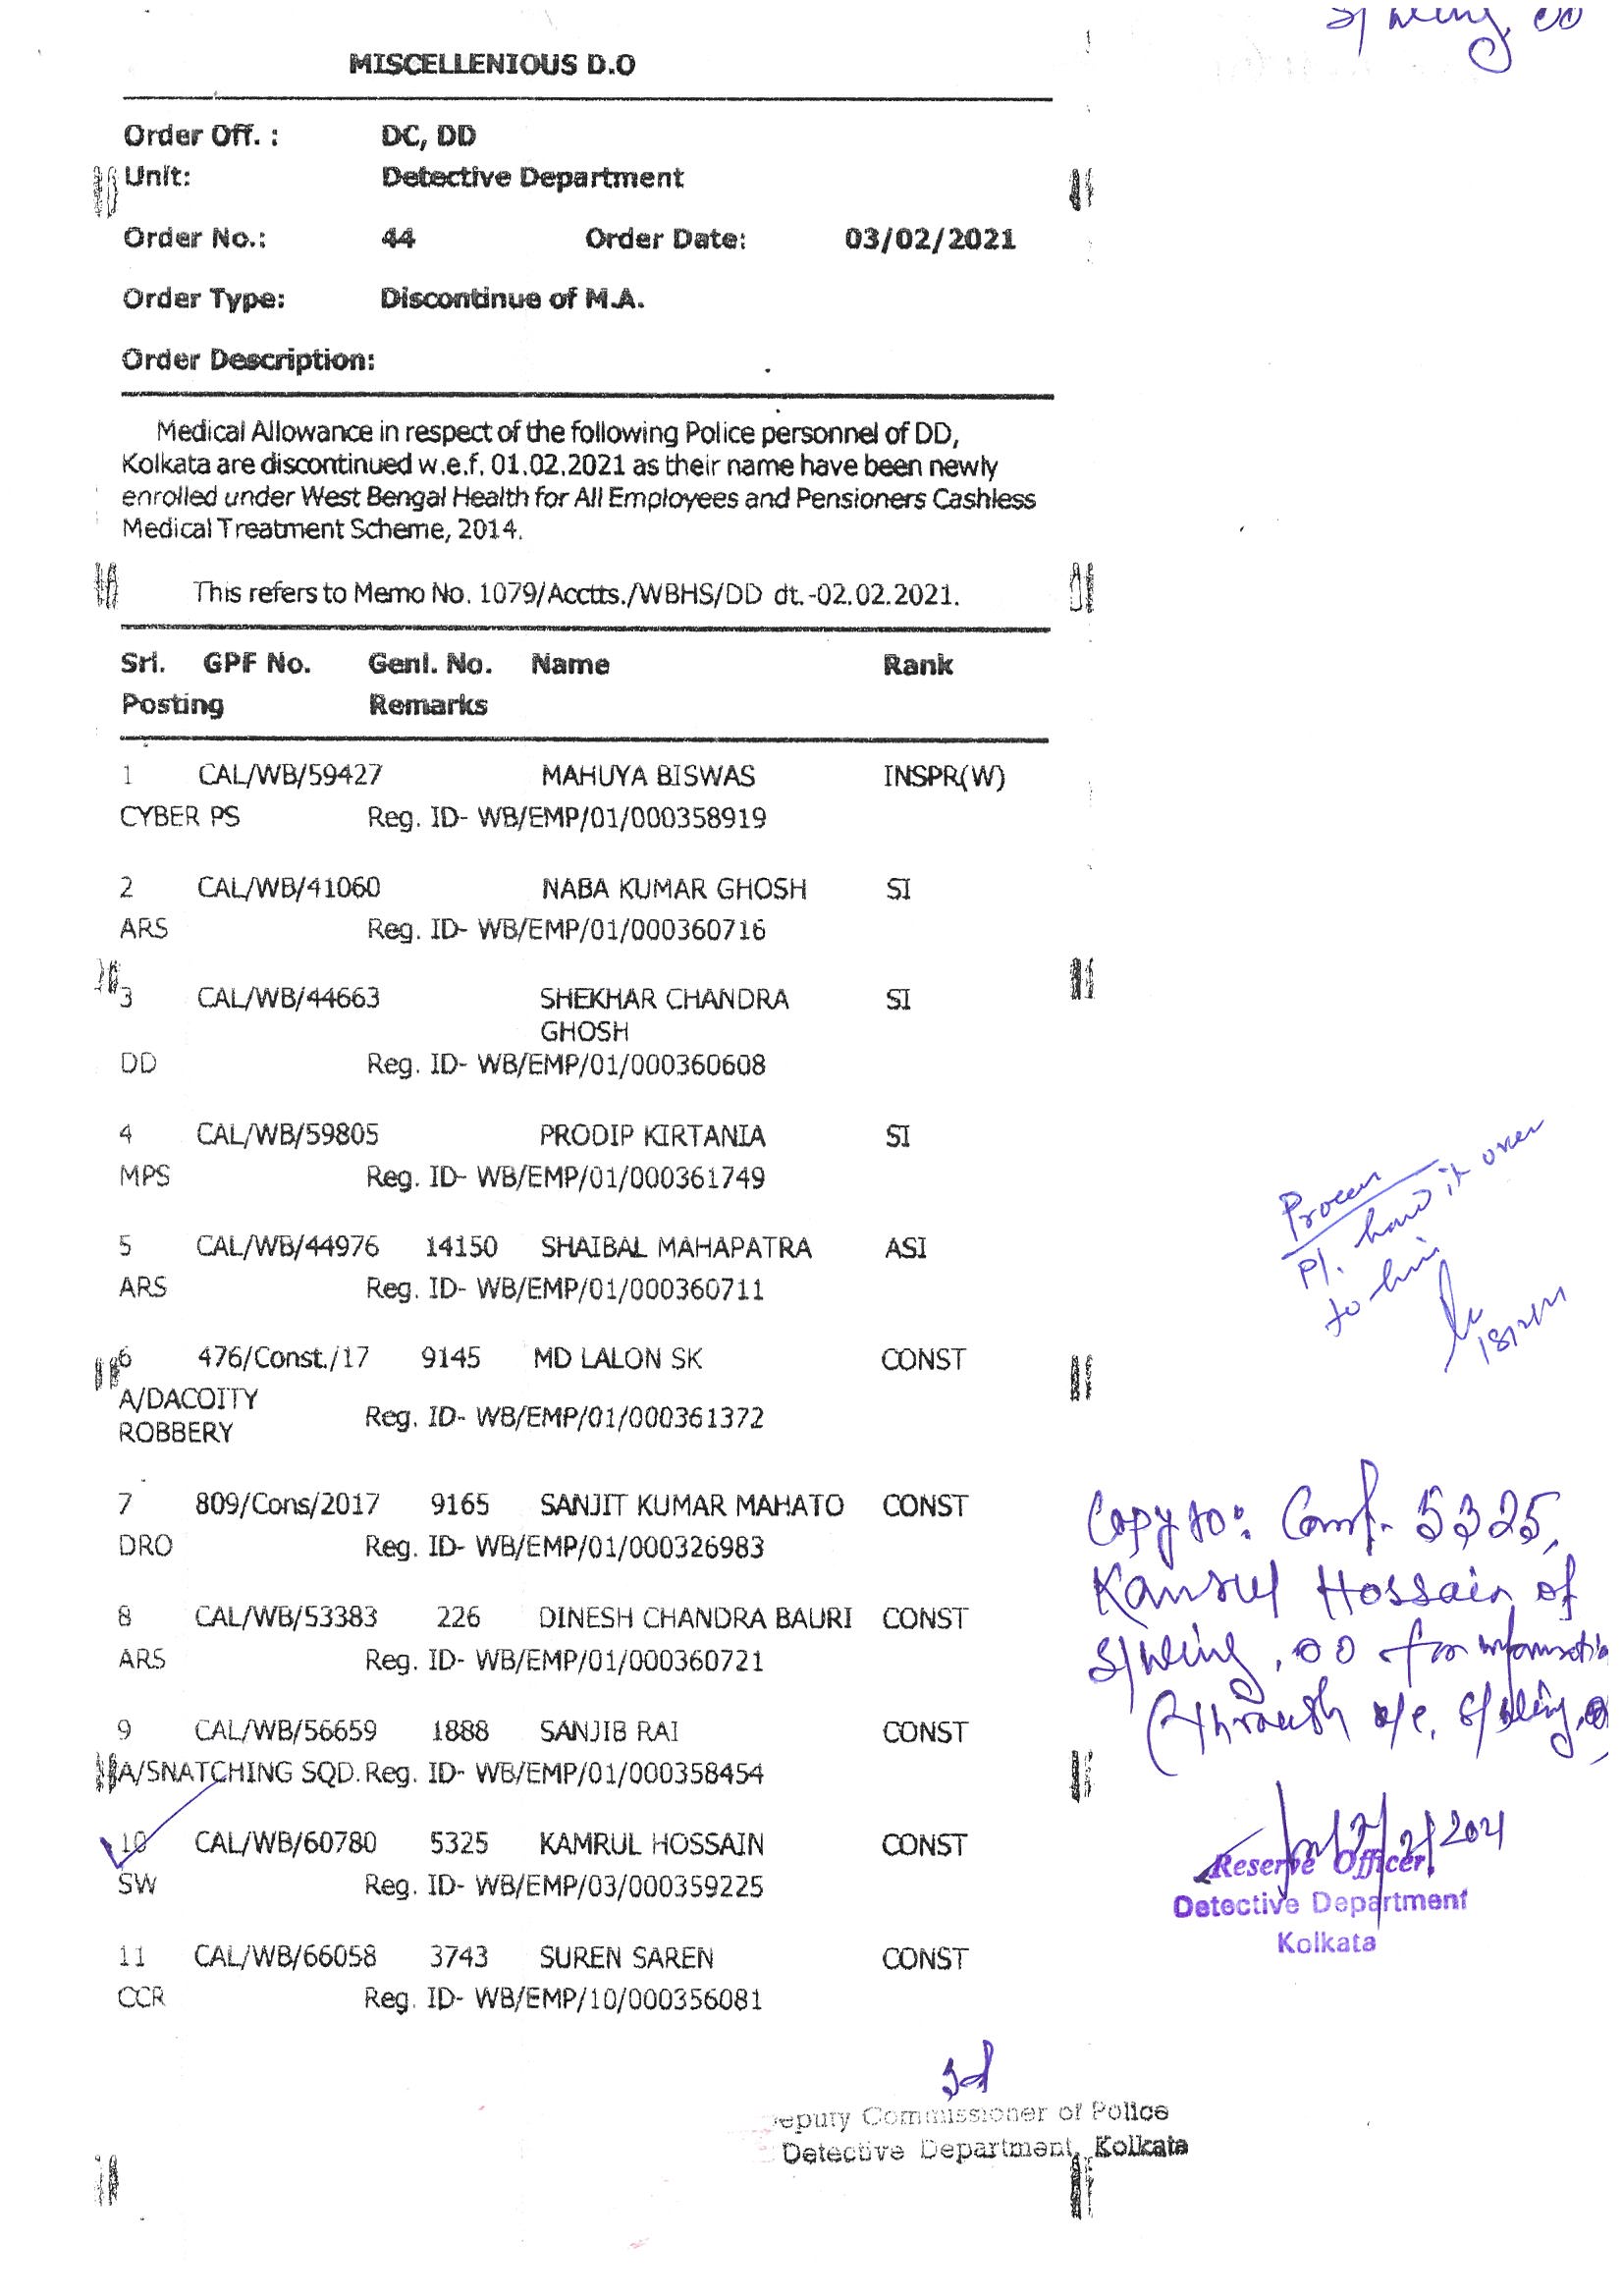 S/Wing, OO
MISCELLENIOUS D.O
Order Off. : DC, DD
Unit: Detective Department
Order No.: 44 Order Date: 03/02/2021
Order Type: Discontinue of M.A.
Order Description:
Medical Allowance in respect of the following Police personnel of DD,
Kolkata are discontinued w.e.f. 01.02.2021 as their name have been newly
enrolled under West Bengal Health for All Employees and Pensioners Cashless
Medical Treatment Scheme, 2014.
This refers to Memo No. 1079/Acctts./WBHS/DD dt.-02.02.2021.
Srl. GPF No. Genl. No. Name Rank
Posting Remarks
1 CAL/WB/59427 MAHUYA BISWAS INSPR(W)
CYBER PS Reg. ID- WB/EMP/01/000358919
2 CAL/WB/41060 NABA KUMAR GHOSH SI
ARS Reg. ID- WB/EMP/01/000360716
3 CAL/WB/44663 SHEKHAR CHANDRA SI
GHOSH
DD Reg. ID- WB/EMP/01/000360608
4 CAL/WB/59805 PRODIP KIRTANIA SI
MPS Reg. ID- WB/EMP/01/000361749
5 CAL/WB/44976 14150 SHAIBAL MAHAPATRA ASI
ARS Reg. ID- WB/EMP/01/000360711
6 476/Const./17 9145 MD LALON SK CONST
A/DACOITY
ROBBERY Reg. ID- WB/EMP/01/000361372
7 809/Cons/2017 9165 SANJIT KUMAR MAHATO CONST
DRO Reg. ID- WB/EMP/01/000326983
8 CAL/WB/53383 226 DINESH CHANDRA BAURI CONST
ARS Reg. ID- WB/EMP/01/000360721
9 CAL/WB/56659 1888 SANJIB RAI CONST
A/SNATCHING SQD. Reg. ID- WB/EMP/01/000358454
10 CAL/WB/60780 5325 KAMRUL HOSSAIN CONST
SW Reg. ID- WB/EMP/03/000359225
11 CAL/WB/66058 3743 SUREN SAREN CONST
CCR Reg. ID- WB/EMP/10/000356081
Pl. hand it over
to him
Copy to: Const. 5325,
Kamrul Hossain of
S/Wing, OO for informatio
(through o/c, S/Wing,
2/2021
Reserve Officer
Detective Department
Kolkata
Sd
eputy Commissioner of Police
Detective Department, Kolkata